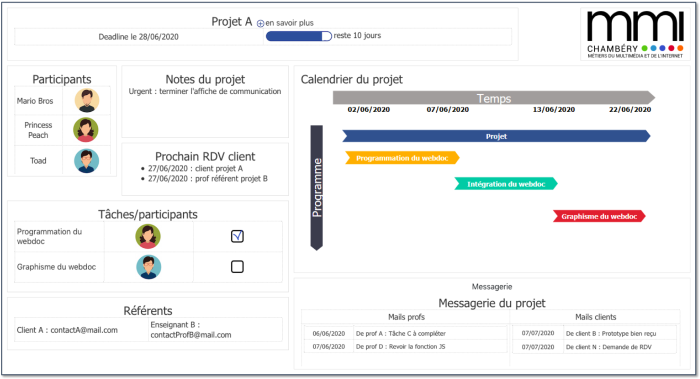 Projet A
en savoir plus
Deadline le 28/06/2020
reste 10 jours
mmi
CHAMBÉRY
MÉTIERS DU MULTIMÉDIA ET DE L'INTERNET
Participants
Mario Bros
Princess
Peach
Toad
Notes du projet
Urgent : terminer l'affiche de communication
Prochain RDV client
27/06/2020 : client projet A
27/06/2020 : prof référent projet B
Tâches/participants
Programmation du
webdoc
Graphisme du webdoc
Référents
Client A : contactA@mail.com
Enseignant B :
contactProfB@mail.com
Calendrier du projet
Temps
02/06/2020
07/06/2020
13/06/2020
22/06/2020
Programme
Projet
Programmation du webdoc
Intégration du webdoc
Graphisme du webdoc
Messagerie
Messagerie du projet
Mails profs
06/06/2020 De prof A : Tâche C à compléter
07/06/2020 De prof D : Revoir la fonction JS
Mails clients
07/07/2020 De client B : Prototype bien reçu
07/07/2020 De client N : Demande de RDV